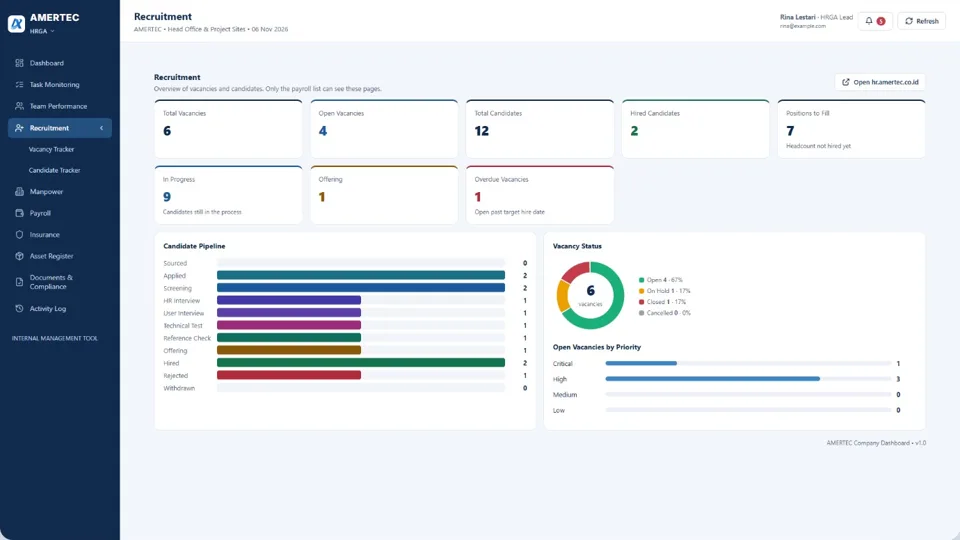 AMERTEC
HRGA
Dashboard
Task Monitoring
Team Performance
Recruitment
Vacancy Tracker
Candidate Tracker
Manpower
Payroll
Insurance
Asset Register
Documents &
Compliance
Activity Log
INTERNAL MANAGEMENT TOOL
Recruitment
AMERTEC • Head Office & Project Sites • 06 Nov 2026
Rina Lestari · HRGA Lead
rina@example.com
Refresh
Recruitment
Overview of vacancies and candidates. Only the payroll list can see these pages.
Open hr.amertec.co.id
Total Vacancies
6
Open Vacancies
4
Total Candidates
12
Hired Candidates
2
Positions to Fill
7
Headcount not hired yet
In Progress
9
Candidates still in the process
Offering
1
Overdue Vacancies
1
Open past target hire date
Candidate Pipeline
Sourced 0
Applied 2
Screening 2
HR Interview 1
User Interview 1
Technical Test 1
Reference Check 1
Offering 1
Hired 2
Rejected 1
Withdrawn 0
Vacancy Status
6
vacancies
Open 4 · 67%
On Hold 1 · 17%
Closed 1 · 17%
Cancelled 0 · 0%
Open Vacancies by Priority
Critical 1
High 3
Medium 0
Low 0
AMERTEC Company Dashboard • v1.0